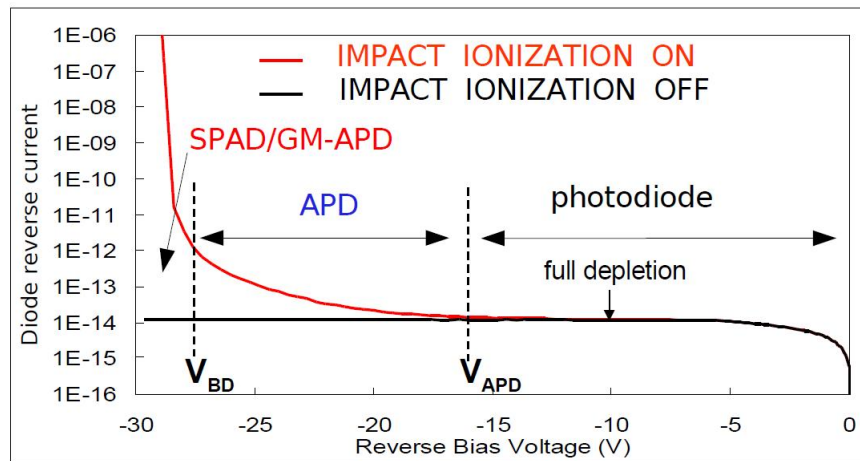 1E-06
1E-07
1E-08
1E-09
1E-10
1E-11
1E-12
1E-13
1E-14
1E-15
1E-16
Diode reverse current
IMPACT IONIZATION ON
IMPACT IONIZATION OFF
SPAD/GM-APD
APD
photodiode
full depletion
VBD
VAPD
-30
-25
-20
-15
-10
-5
0
Reverse Bias Voltage (V)